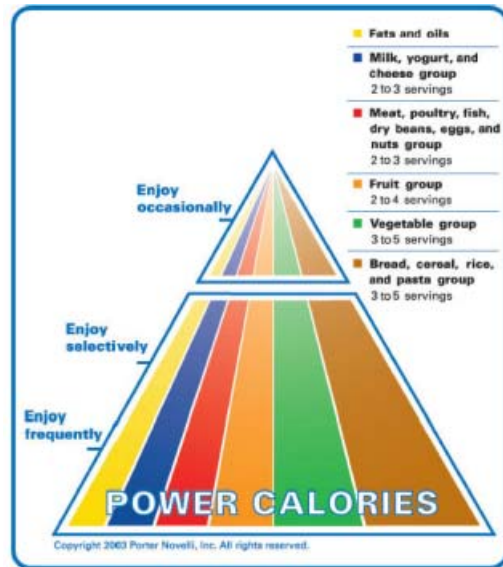 Fats and oils
Milk, yogurt, and
cheese group
2 to 3 servings
Meat, poultry, fish,
dry beans, eggs, and
nuts group
2 to 3 servings
Fruit group
2 to 4 servings
Vegetable group
3 to 5 servings
Bread, cereal, rice,
and pasta group
3 to 5 servings
Enjoy
occasionally
Enjoy
selectively
Enjoy
frequently
POWER CALORIES
Copyright 2003 Porter Novelli, Inc. All rights reserved.